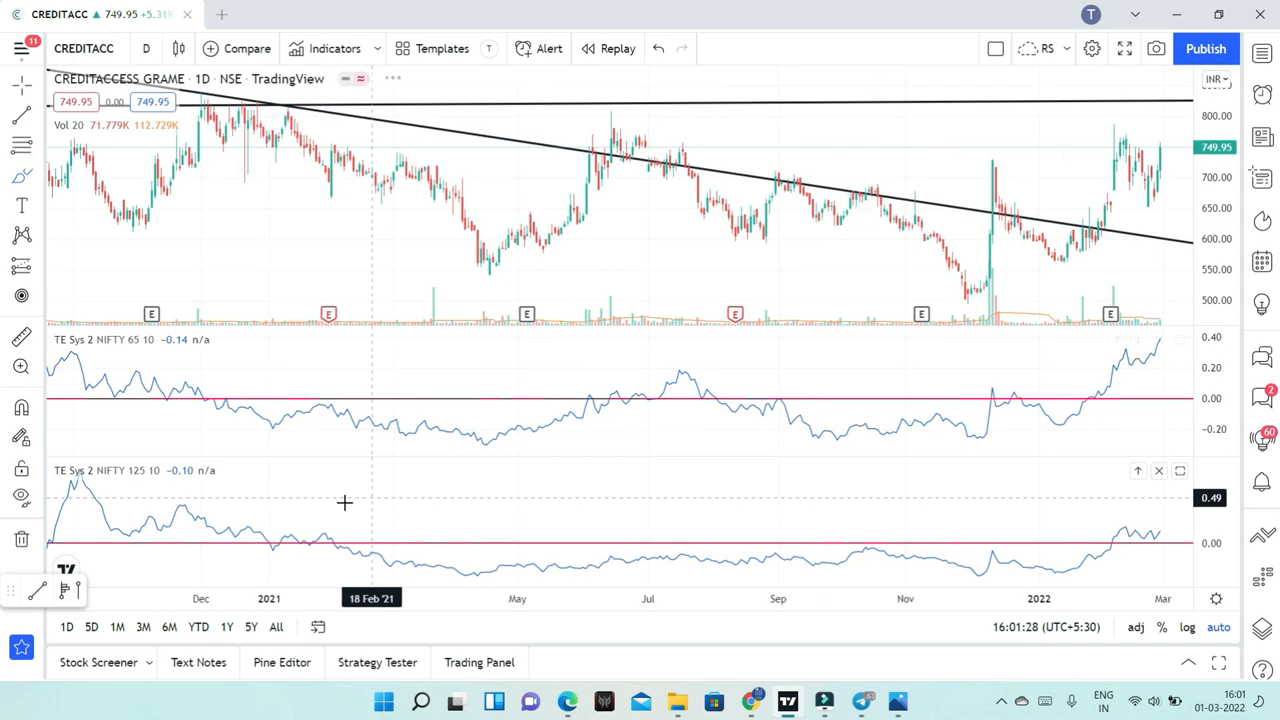 CREDITACC ▲ 749.95 +5.31%
T
11
CREDITACC D Compare Indicators Templates T Alert Replay RS Publish
CREDITACCESS GRAME · 1D · NSE · TradingView
INR
749.95 0.00 749.95
Vol 20 71.779K 112.729K
800.00
749.95
700.00
650.00
600.00
550.00
500.00
E E E E E E
TE Sys 2 NIFTY 65 10 −0.14 n/a
0.40
0.20
0.00
−0.20
2
60
TE Sys 2 NIFTY 125 10 −0.10 n/a
0.49
0.00
Dec 2021 18 Feb '21 May Jul Sep Nov 2022 Mar
1D 5D 1M 3M 6M YTD 1Y 5Y All 16:01:28 (UTC+5:30) adj % log auto
Stock Screener Text Notes Pine Editor Strategy Tester Trading Panel
ENG
IN
16:01
01-03-2022